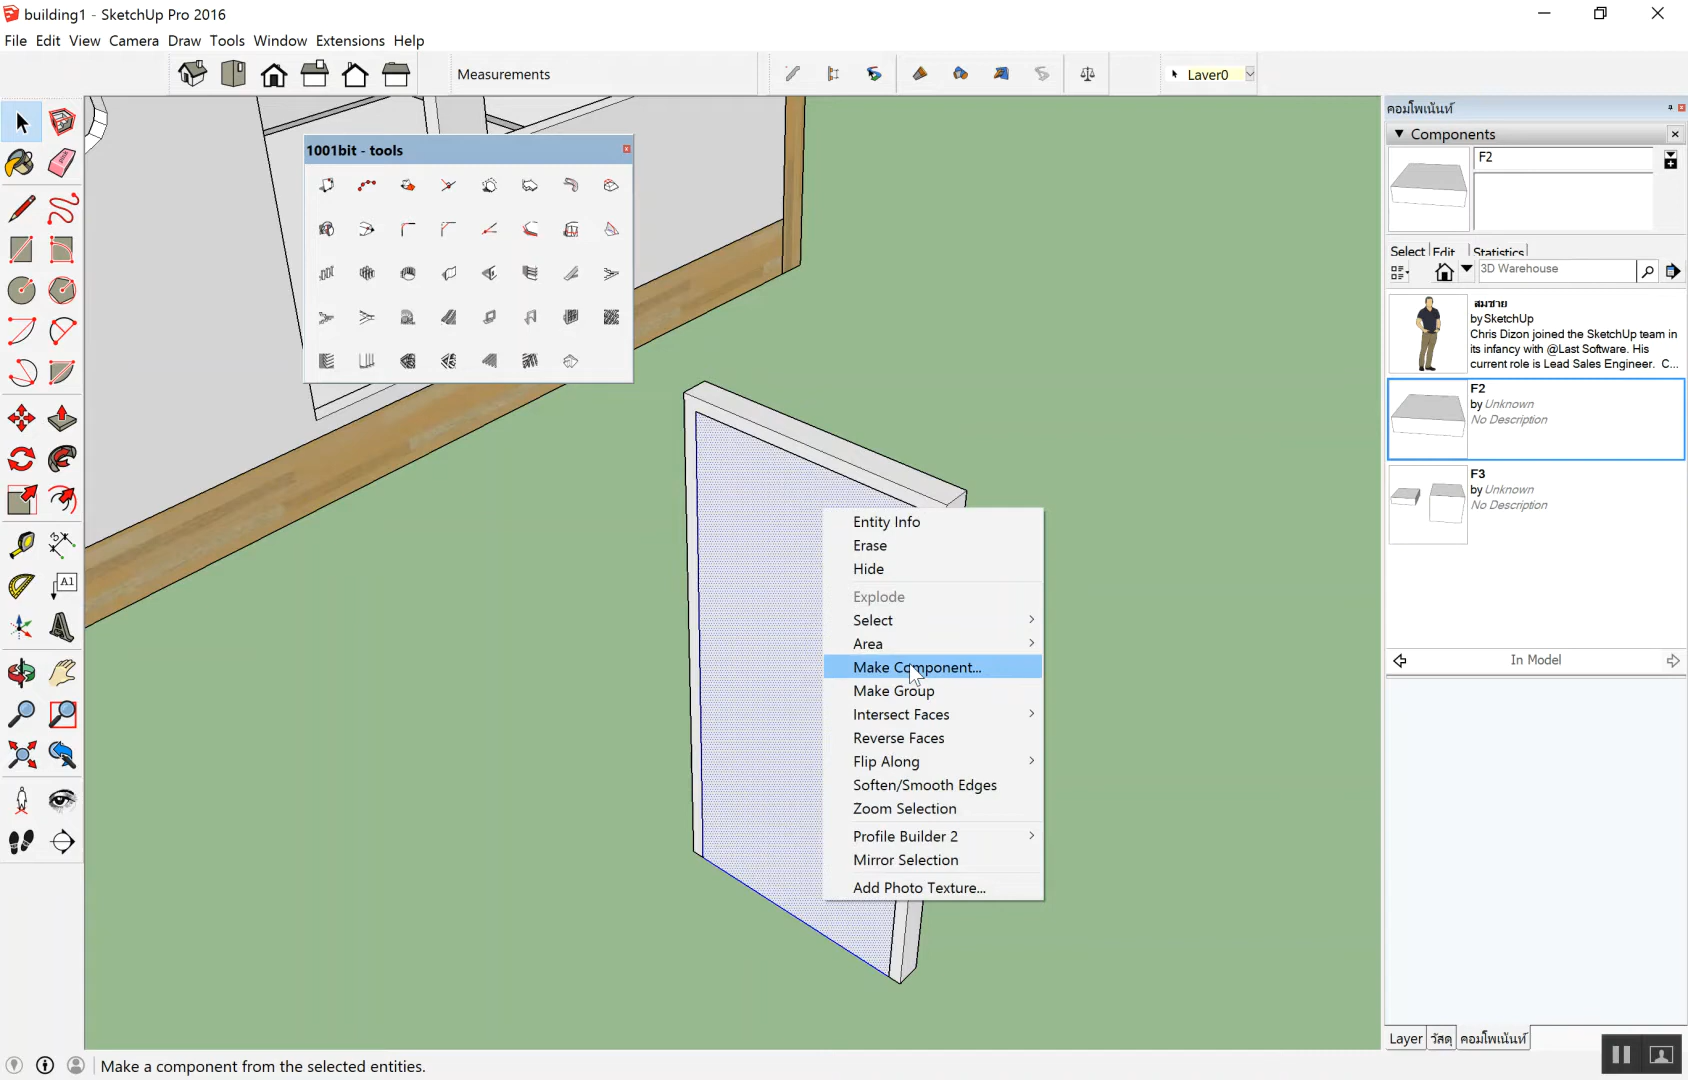 building1 - SketchUp Pro 2016
File Edit View Camera Draw Tools Window Extensions Help
Measurements
Layer0
1001bit - tools
คอมโพเน้นท์
Components
F2
Select Edit Statistics
3D Warehouse
สมชาย
by SketchUp
Chris Dizon joined the SketchUp team in
its infancy with @Last Software. His
current role is Lead Sales Engineer. C...
F2
by Unknown
No Description
F3
by Unknown
No Description
In Model
Entity Info
Erase
Hide
Explode
Select
Area
Make Component...
Make Group
Intersect Faces
Reverse Faces
Flip Along
Soften/Smooth Edges
Zoom Selection
Profile Builder 2
Mirror Selection
Add Photo Texture...
A1
3
Layer วัสดุ คอมโพเน้นท์
Make a component from the selected entities.